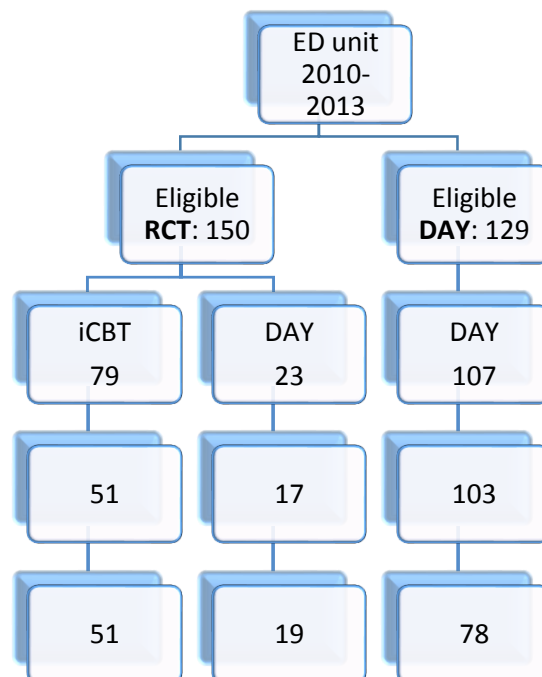 ED unit
2010-
2013
Eligible
RCT: 150
Eligible
DAY: 129
iCBT
79
DAY
23
DAY
107
51
17
103
51
19
78